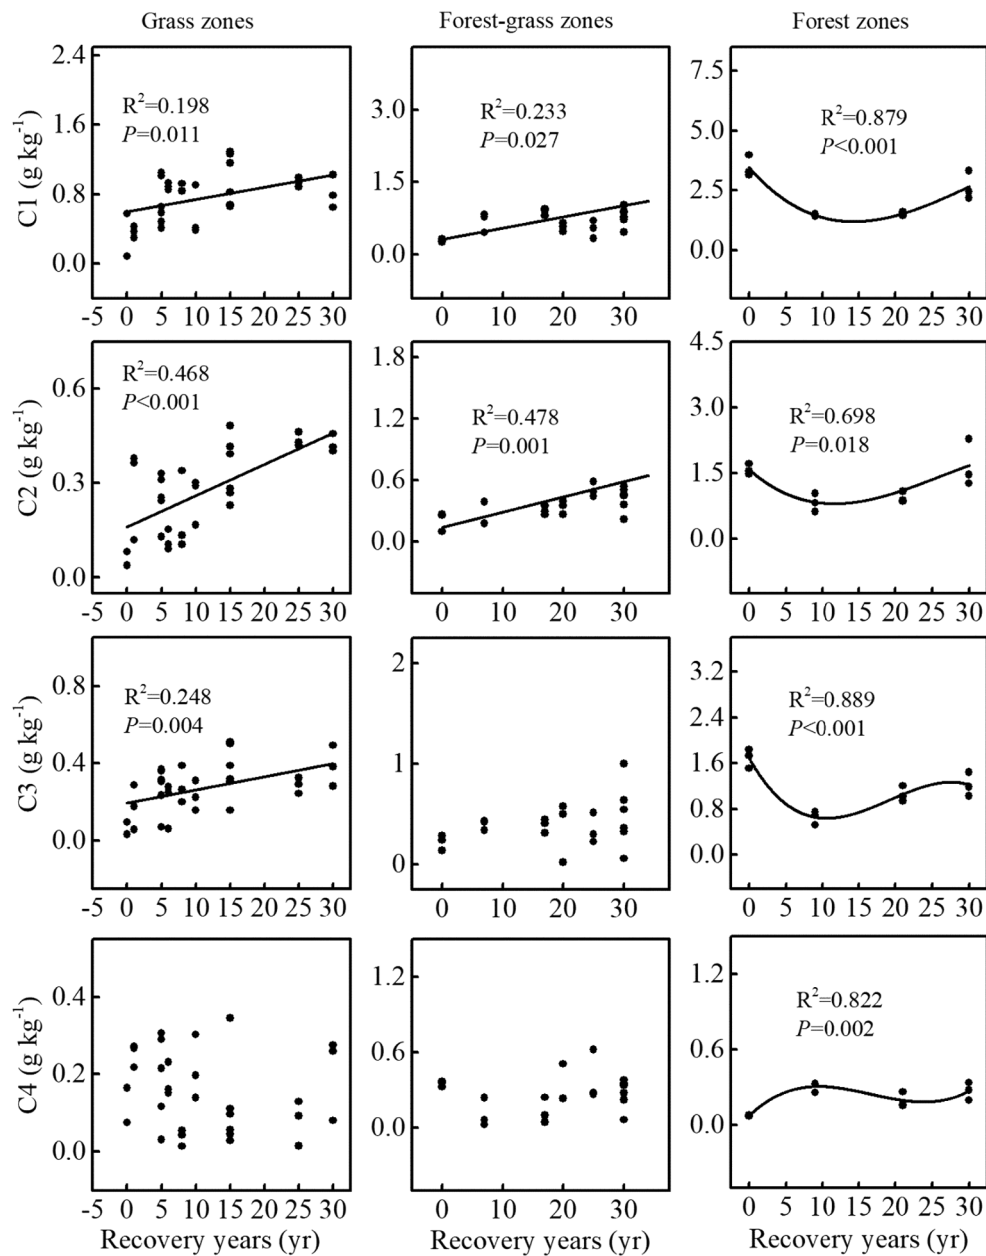 Grass zones Forest-grass zones Forest zones
C1 (g kg⁻¹)
2.4
1.6
0.8
0.0
R²=0.198
P=0.011
-5 0 5 10 15 20 25 30
3.0
1.5
0.0
R²=0.233
P=0.027
0 5 10 15 20 25 30
7.5
5.0
2.5
0.0
R²=0.879
P<0.001
0 5 10 15 20 25 30
C2 (g kg⁻¹)
0.6
0.3
0.0
R²=0.468
P<0.001
-5 0 5 10 15 20 25 30
1.8
1.2
0.6
0.0
R²=0.478
P=0.001
0 5 10 15 20 25 30
4.5
3.0
1.5
0.0
R²=0.698
P=0.018
0 5 10 15 20 25 30
C3 (g kg⁻¹)
0.8
0.4
0.0
R²=0.248
P=0.004
-5 0 5 10 15 20 25 30
2
1
0
0 5 10 15 20 25 30
3.2
2.4
1.6
0.8
0.0
R²=0.889
P<0.001
0 5 10 15 20 25 30
C4 (g kg⁻¹)
0.4
0.2
0.0
-5 0 5 10 15 20 25 30
Recovery years (yr)
1.2
0.6
0.0
0 5 10 15 20 25 30
Recovery years (yr)
1.2
0.6
0.0
R²=0.822
P=0.002
0 5 10 15 20 25 30
Recovery years (yr)